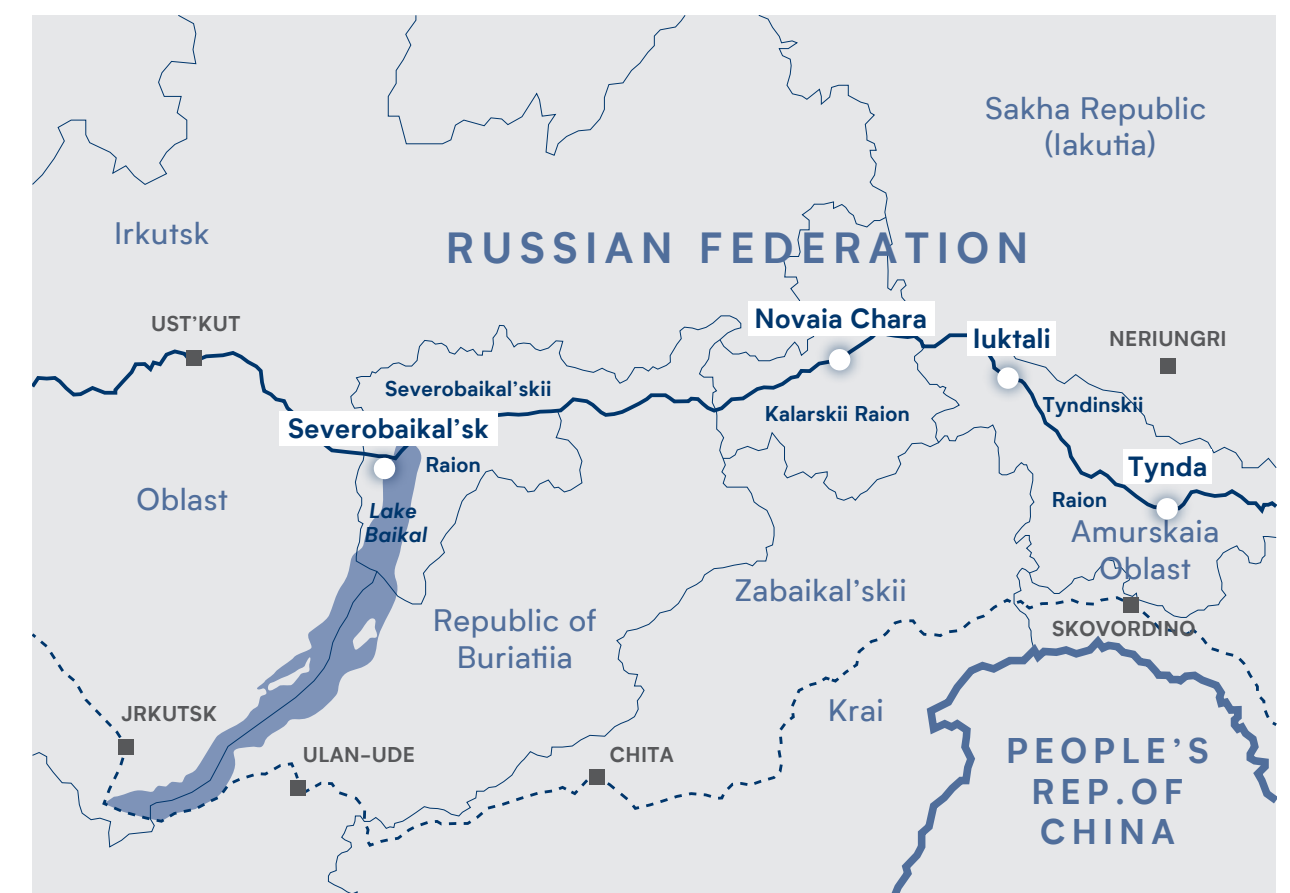 Sakha Republic
(Iakutia)
Irkutsk
RUSSIAN FEDERATION
UST’KUT
Novaia Chara
Iuktali
NERIUNGRI
Severobaikal’skii
Kalarskii Raion
Tyndinskii
Severobaikal’sk
Raion
Tynda
Oblast
Raion
Lake
Baikal
Amurskaia
Oblast
Zabaikal’skii
Republic of
Buriatiia
SKOVORDINO
Krai
JRKUTSK
ULAN-UDE
CHITA
PEOPLE’S
REP.OF
CHINA